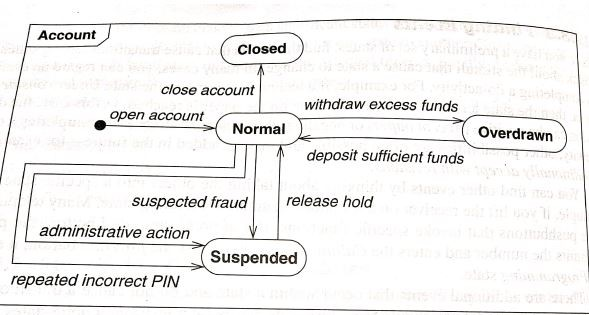 Account
Closed
close account
withdraw excess funds
open account
Normal
Overdrawn
deposit sufficient funds
suspected fraud
release hold
administrative action
Suspended
repeated incorrect PIN